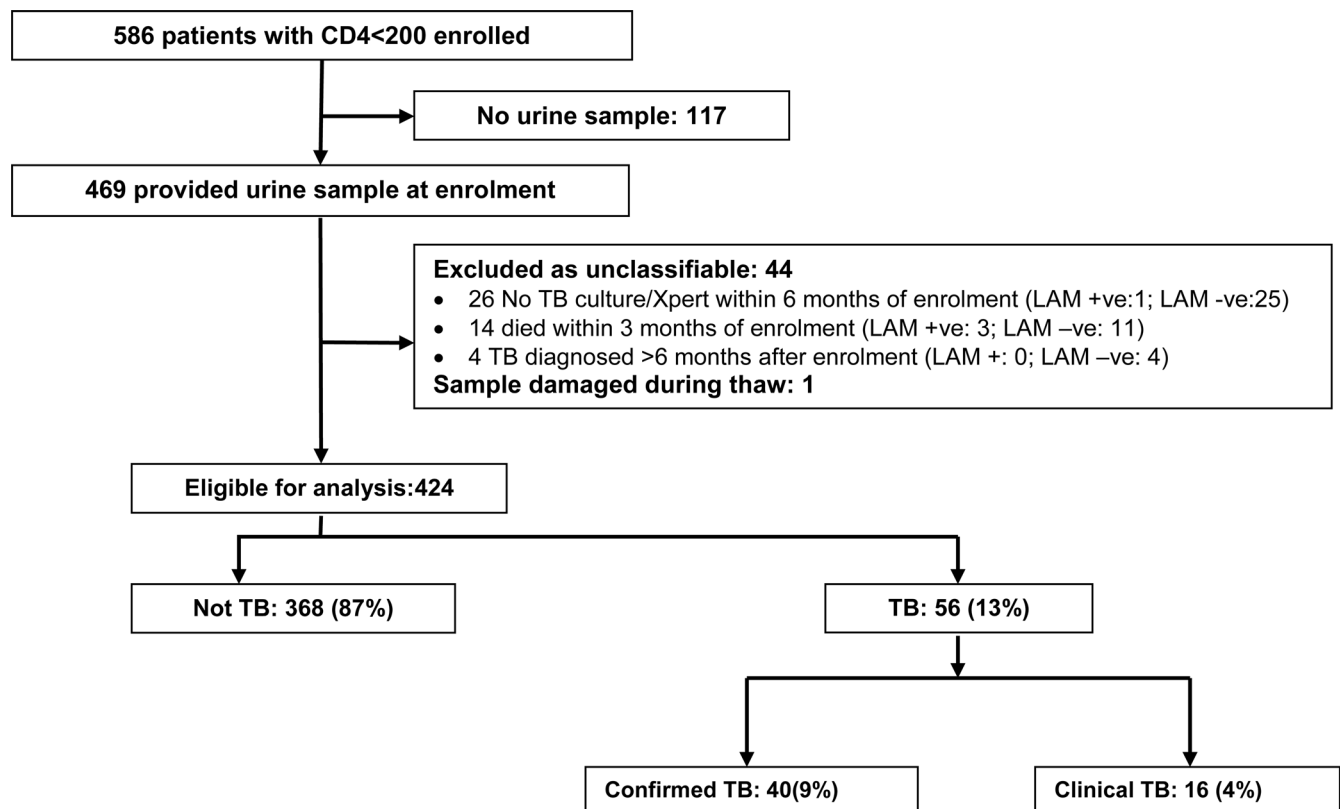 586 patients with CD4<200 enrolled
No urine sample: 117
469 provided urine sample at enrolment
Excluded as unclassifiable: 44
• 26 No TB culture/Xpert within 6 months of enrolment (LAM +ve:1; LAM -ve:25)
• 14 died within 3 months of enrolment (LAM +ve: 3; LAM –ve: 11)
• 4 TB diagnosed >6 months after enrolment (LAM +: 0; LAM –ve: 4)
Sample damaged during thaw: 1
Eligible for analysis:424
Not TB: 368 (87%)
TB: 56 (13%)
Confirmed TB: 40(9%)
Clinical TB: 16 (4%)